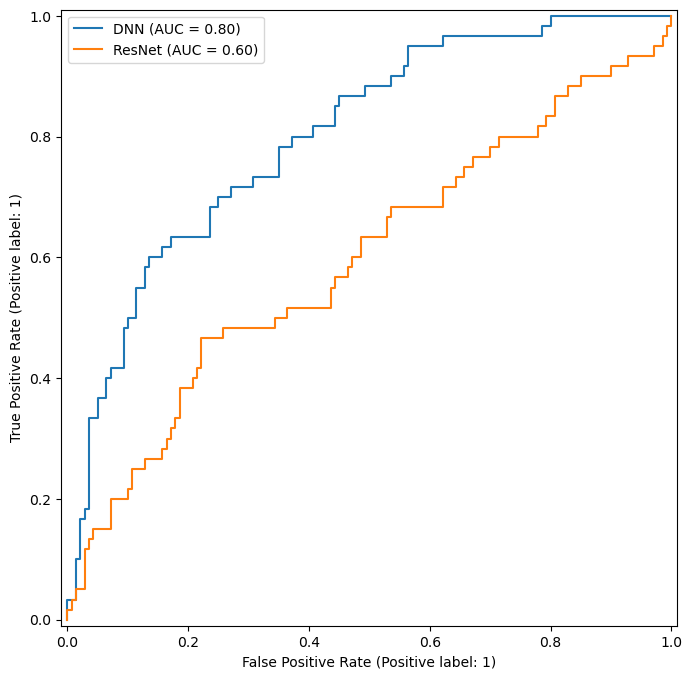 DNN (AUC = 0.80)
ResNet (AUC = 0.60)
1.0
0.8
0.6
0.4
0.2
0.0
True Positive Rate (Positive label: 1)
0.0 0.2 0.4 0.6 0.8 1.0
False Positive Rate (Positive label: 1)